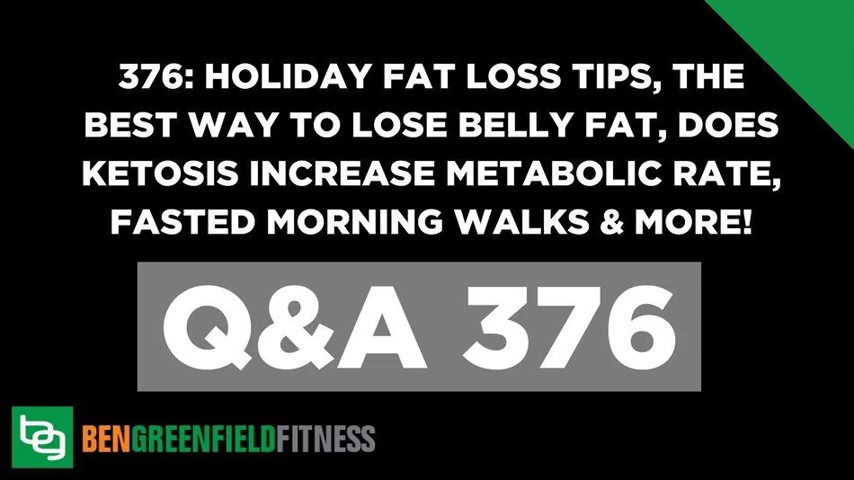 376: HOLIDAY FAT LOSS TIPS, THE
BEST WAY TO LOSE BELLY FAT, DOES
KETOSIS INCREASE METABOLIC RATE,
FASTED MORNING WALKS & MORE!
Q&A 376
beg BENGREENFIELDFITNESS